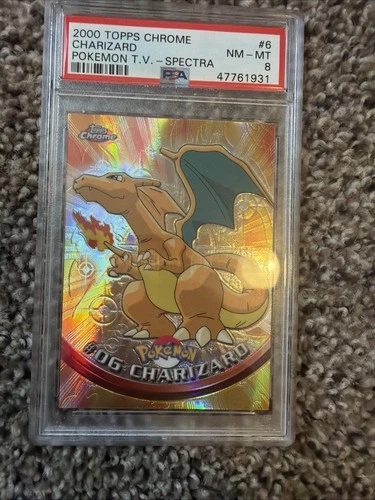 2000 TOPPS CHROME #6
CHARIZARD NM - MT
POKEMON T.V. - SPECTRA 8
PSA 47761931
Topps
Chrome
POKéMON
#06 CHARIZARD